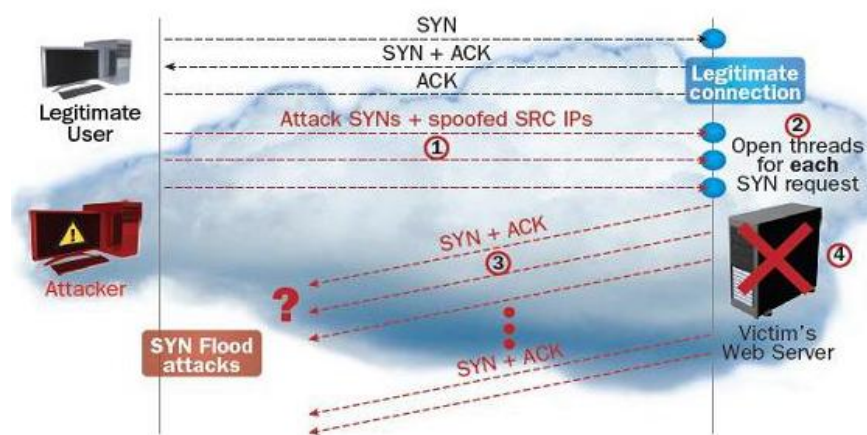 SYN
SYN + ACK
ACK
Legitimate
User
Legitimate
connection
Attack SYNs + spoofed SRC IPs
1
2
Open threads
for each
SYN request
Attacker
SYN + ACK
3
?
4
Victim's
Web Server
SYN Flood
attacks
SYN + ACK